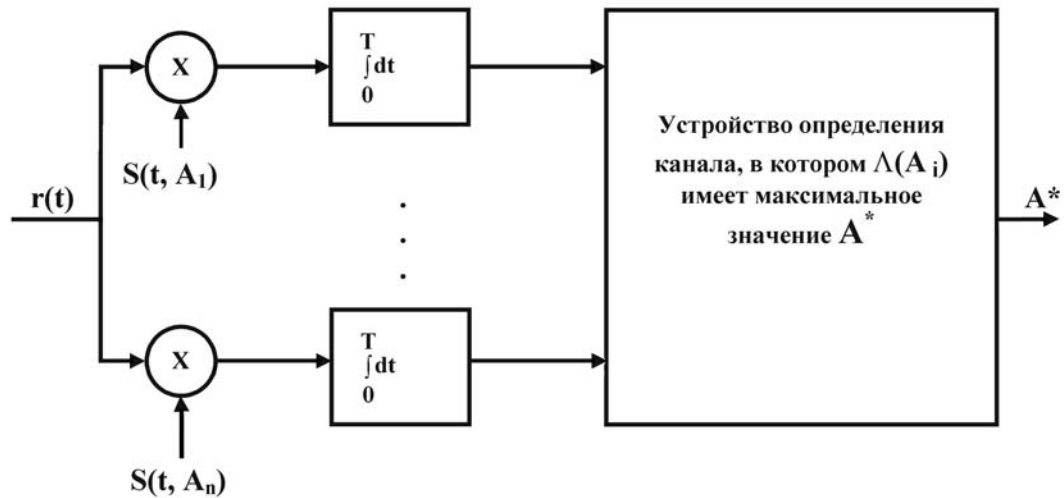 X
T
∫dt
0
S(t, A₁)
r(t)
Устройство определения
канала, в котором Λ(A i)
имеет максимальное
значение A*
A*
X
T
∫dt
0
S(t, Aₙ)